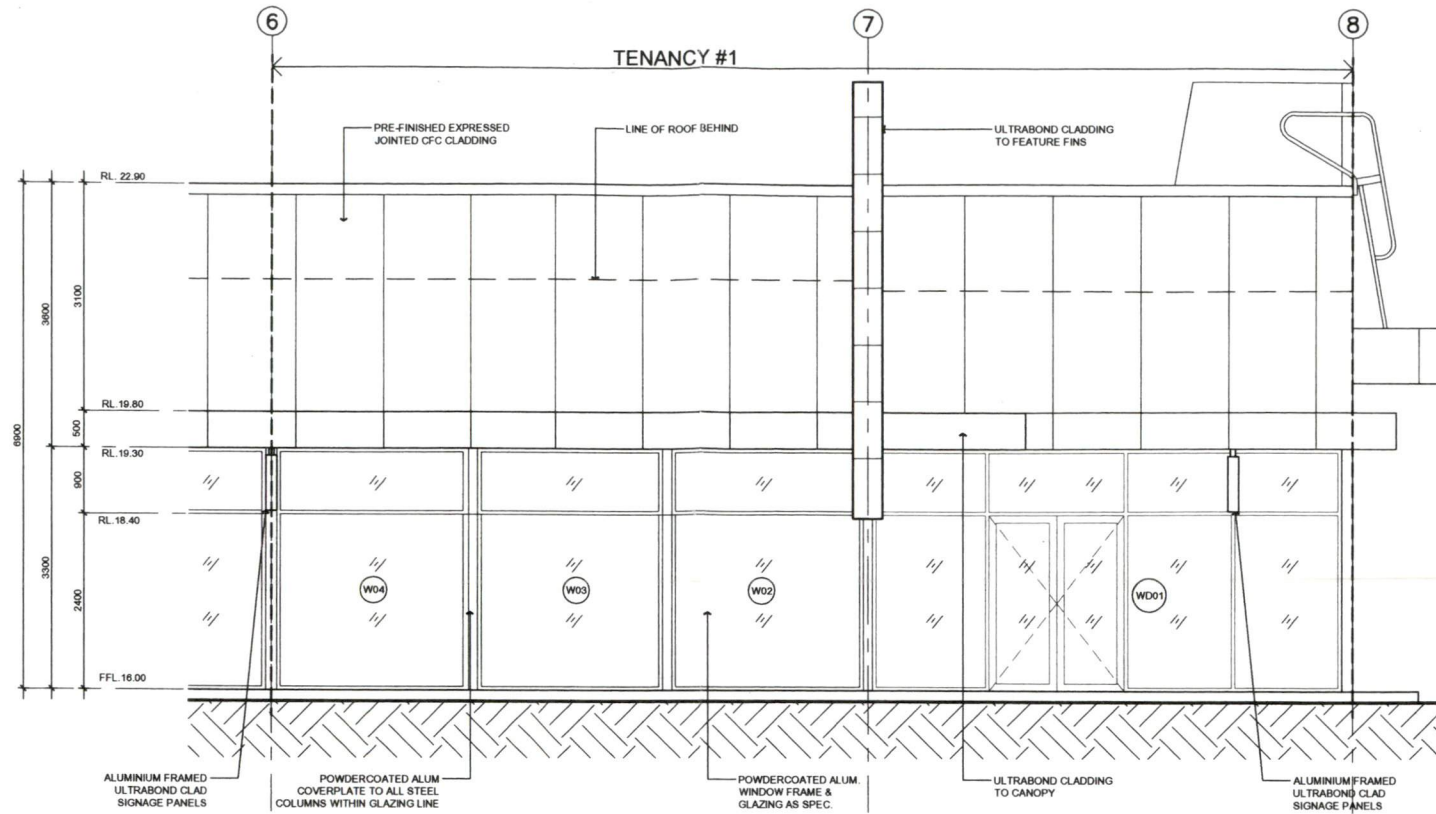 6
7
8
TENANCY #1
PRE-FINISHED EXPRESSED
JOINTED CFC CLADDING
LINE OF ROOF BEHIND
ULTRABOND CLADDING
TO FEATURE FINS
RL. 22.90
3100
3600
6900
RL.19.80
500
RL.19.30
900
RL.18.40
3300
2400
W04
W03
W02
WD01
FFL.16.00
ALUMINIUM FRAMED
ULTRABOND CLAD
SIGNAGE PANELS
POWDERCOATED ALUM
COVERPLATE TO ALL STEEL
COLUMNS WITHIN GLAZING LINE
POWDERCOATED ALUM.
WINDOW FRAME &
GLAZING AS SPEC.
ULTRABOND CLADDING
TO CANOPY
ALUMINIUM FRAMED
ULTRABOND CLAD
SIGNAGE PANELS